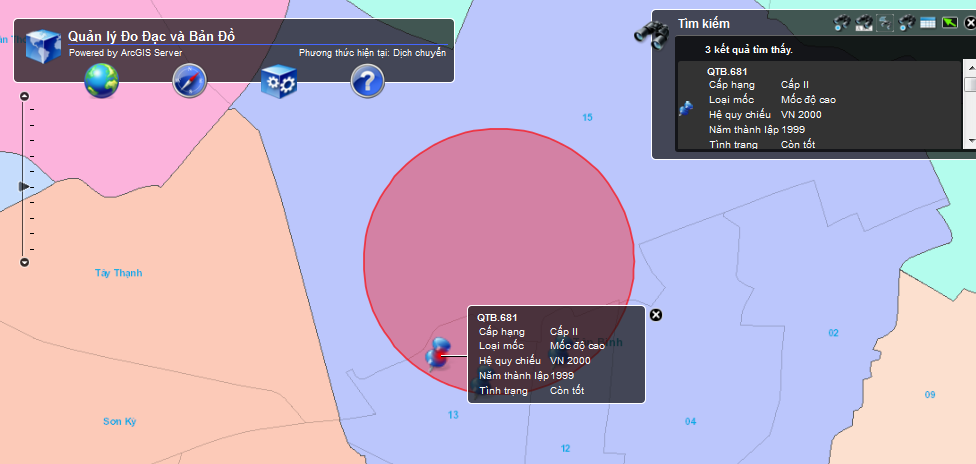 Quản lý Đo Đạc và Bản Đồ
Powered by ArcGIS Server
Phương thức hiện tại: Dịch chuyển
Tìm kiếm
3 kết quả tìm thấy.
QTB.681
Cấp hạng Cấp II
Loại mốc Mốc độ cao
Hệ quy chiếu VN 2000
Năm thành lập 1999
Tình trạng Còn tốt
15
Tây Thạnh
QTB.681
Cấp hạng Cấp II
Loại mốc Mốc độ cao
Hệ quy chiếu VN 2000
Năm thành lập 1999
Tình trạng Còn tốt
02
09
Sơn Kỳ
13
04
12